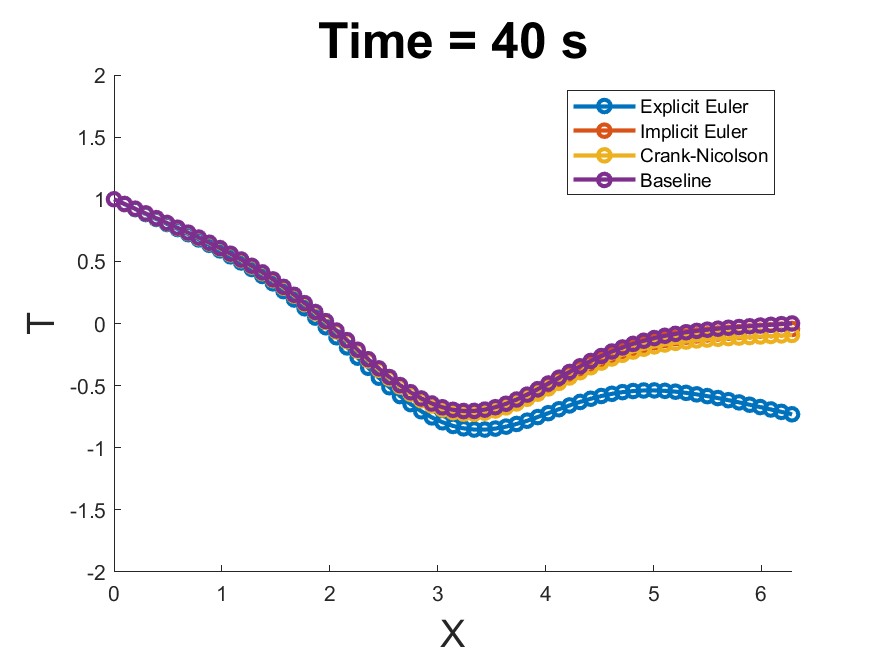 Time = 40 s
2
1.5
1
0.5
0
-0.5
-1
-1.5
-2
T
Explicit Euler
Implicit Euler
Crank-Nicolson
Baseline
0 1 2 3 4 5 6
X